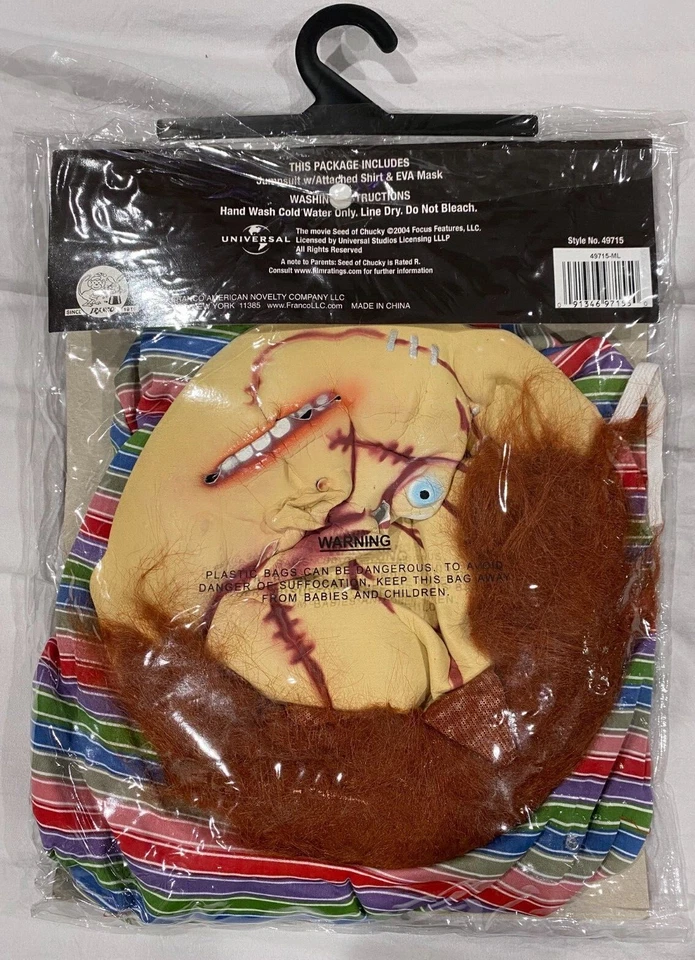 THIS PACKAGE INCLUDES
Jumpsuit w/Attached Shirt & EVA Mask
WASHING INSTRUCTIONS
Hand Wash Cold Water Only. Line Dry. Do Not Bleach.
UNIVERSAL
The movie Seed of Chucky ©2004 Focus Features, LLC.
Licensed by Universal Studios Licensing LLLP
All Rights Reserved
A note to Parents: Seed of Chucky is Rated R.
Consult www.filmratings.com for further information
Style No. 49715
49715-ML
SINCE
FRANCO AMERICAN NOVELTY COMPANY LLC
NEW YORK 11385 www.FrancoLLC.com MADE IN CHINA
WARNING
PLASTIC BAGS CAN BE DANGEROUS. TO AVOID
DANGER OF SUFFOCATION, KEEP THIS BAG AWAY
FROM BABIES AND CHILDREN.